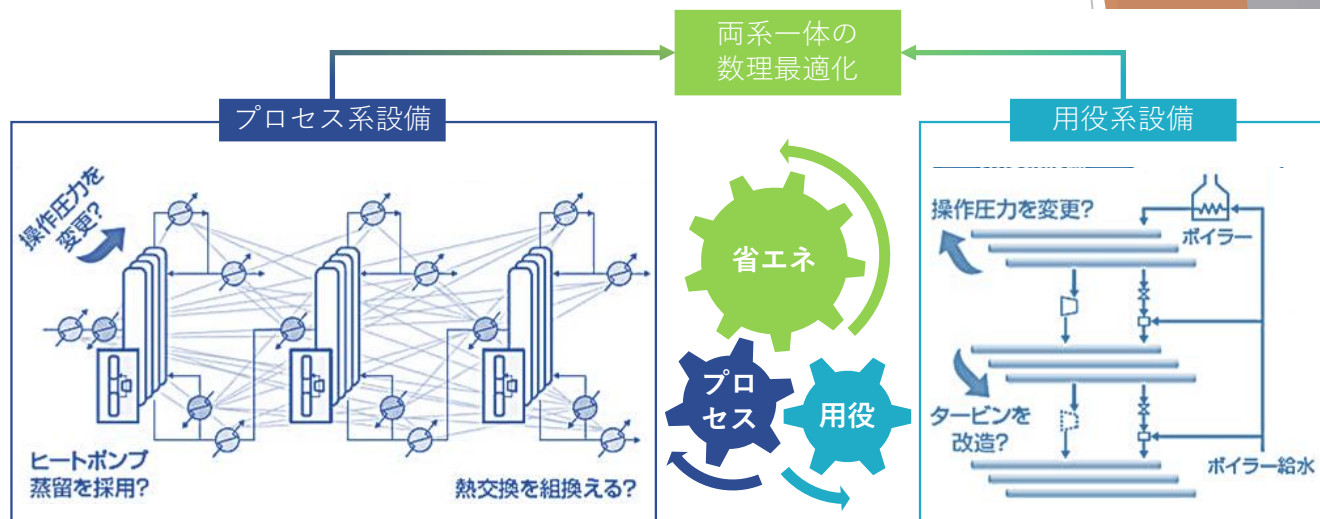 両系一体の
数理最適化
プロセス系設備
用役系設備
操作圧力を
変更?
ヒートポンプ
蒸留を採用?
熱交換を組換える?
省エネ
プロ
セス
用役
操作圧力を変更?
ボイラー
タービンを
改造?
ボイラー給水